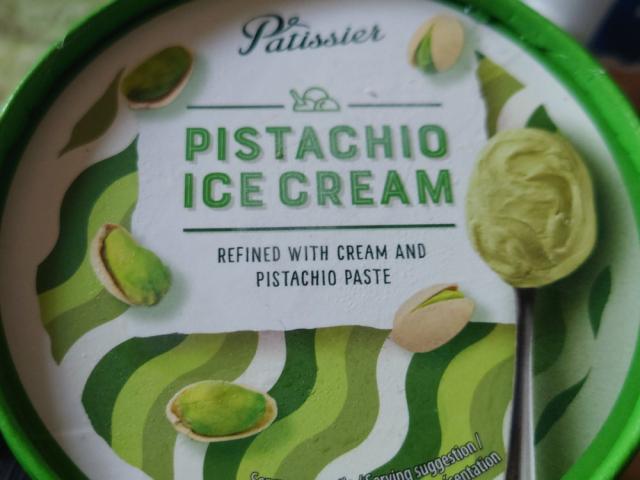 Pâtissier
PISTACHIO
ICE CREAM
REFINED WITH CREAM AND
PISTACHIO PASTE
/ Serving suggestion /